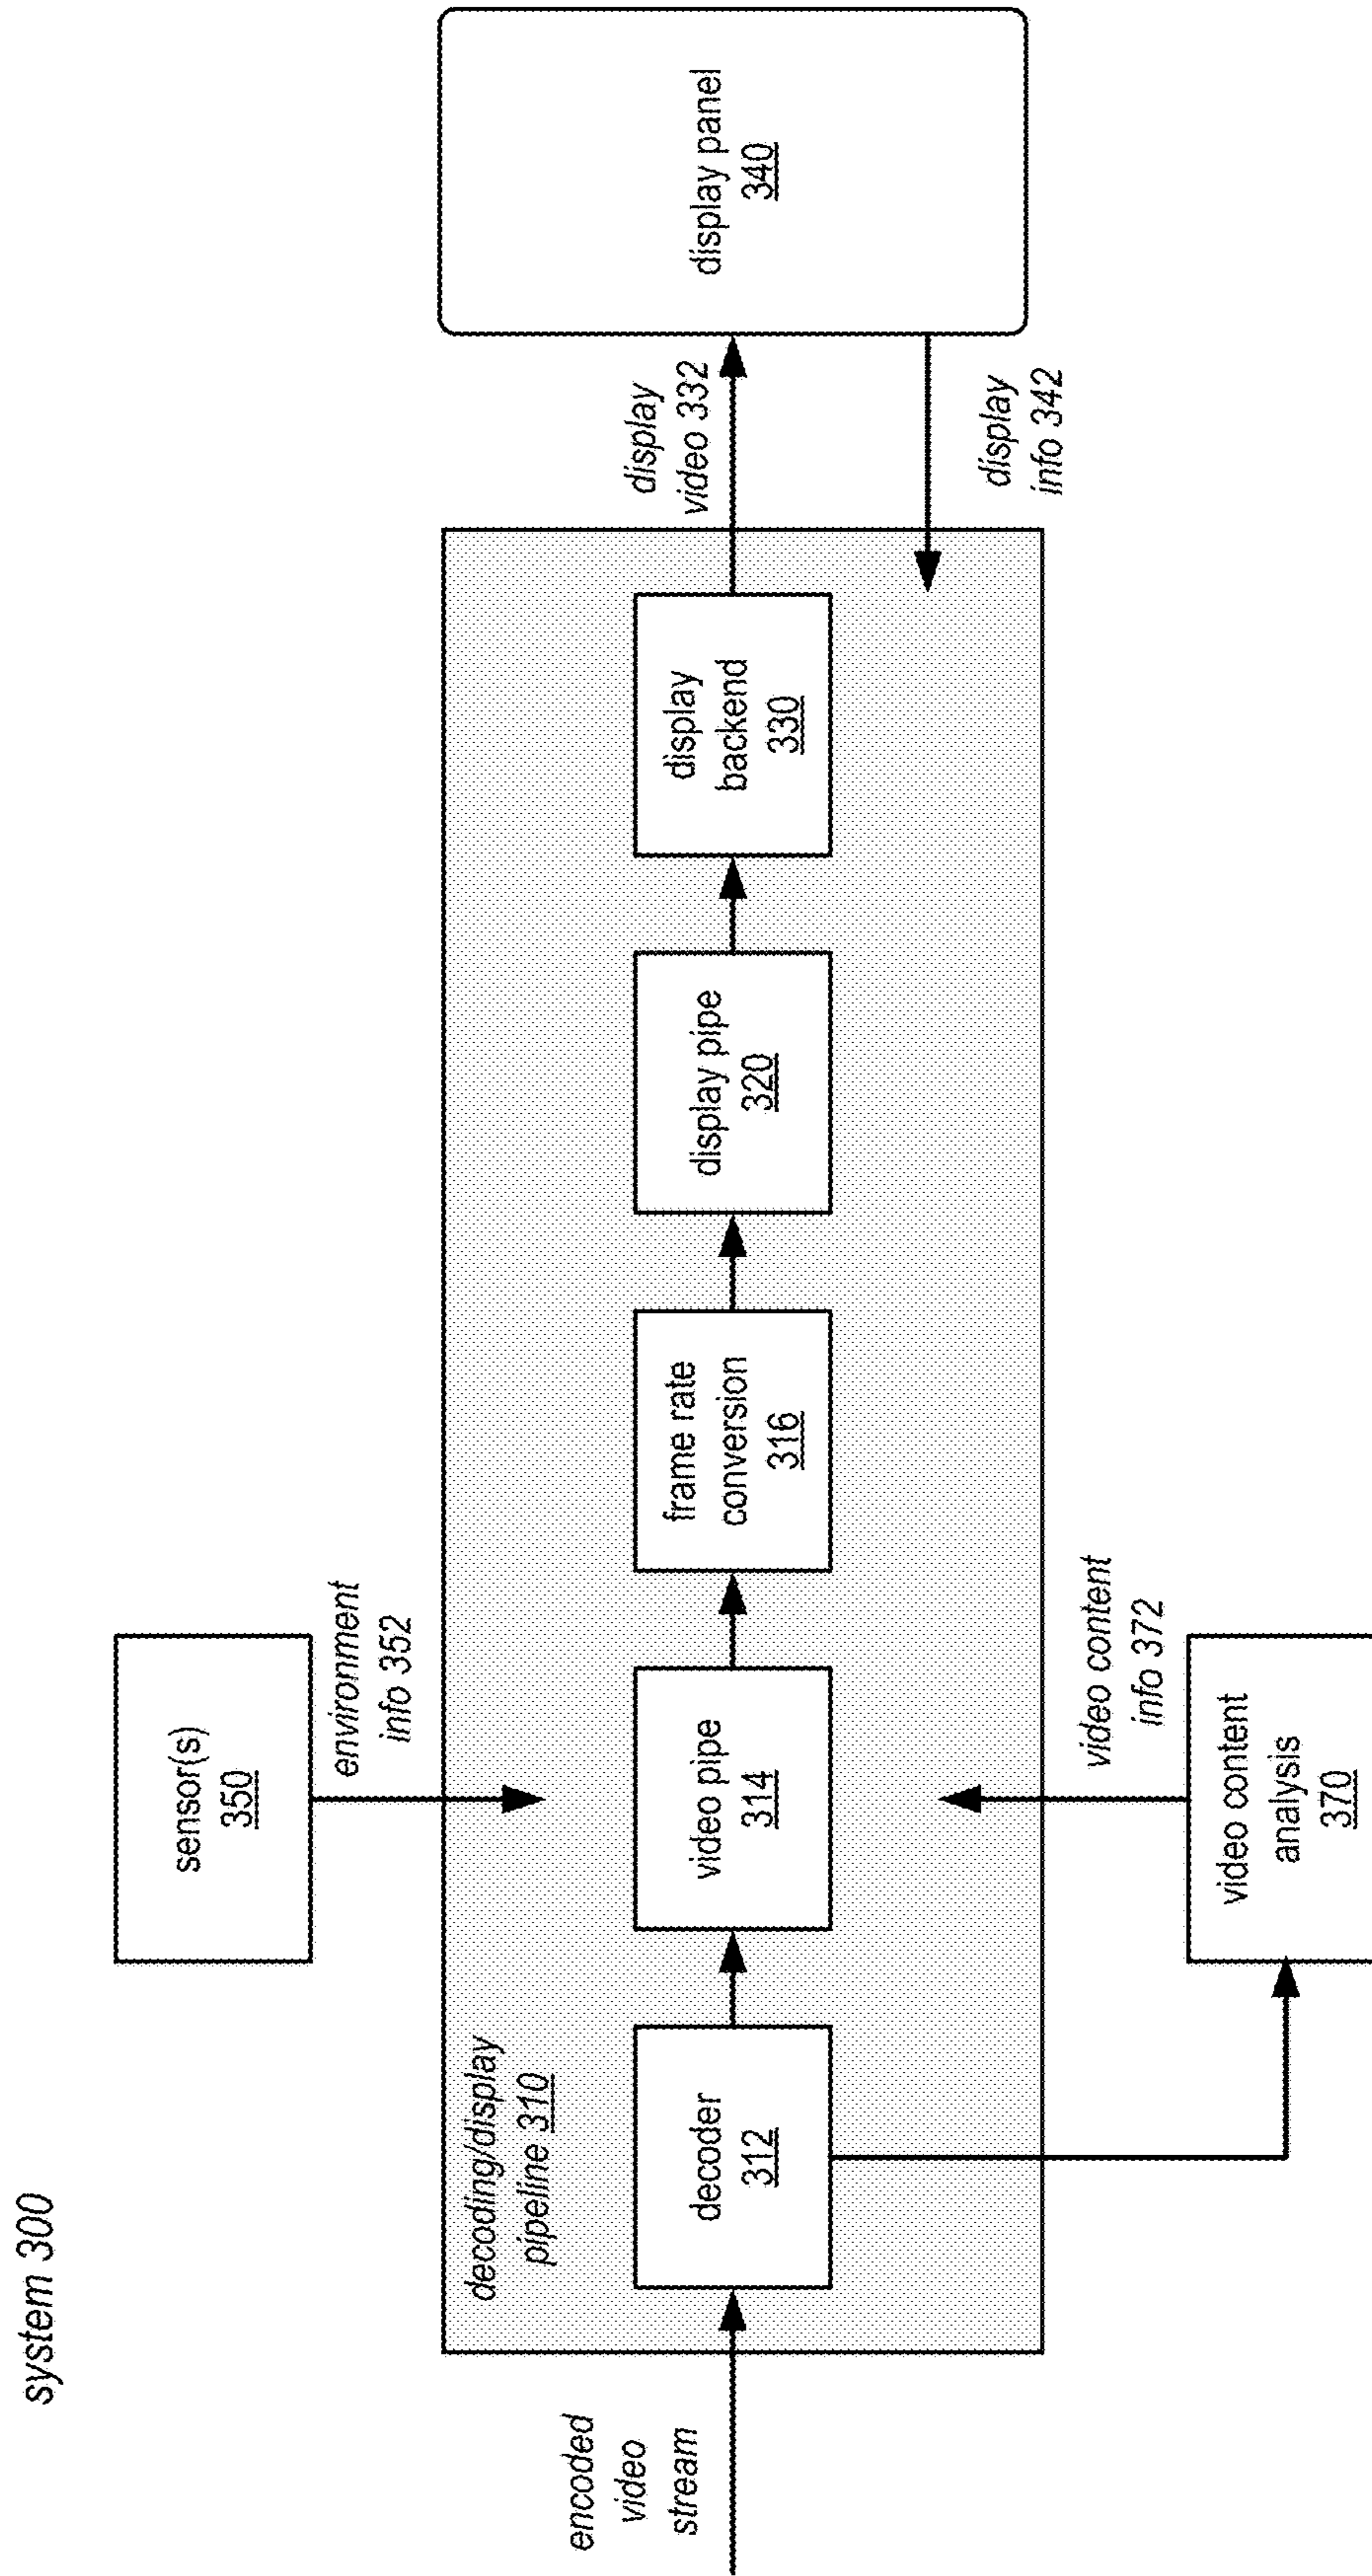 system 300
sensor(s)
350
environment
info 352
decoding/display
pipeline 310
encoded
video
stream
decoder
312
video pipe
314
frame rate
conversion
316
display pipe
320
display
backend
330
display
video 332
display panel
340
display
info 342
video content
info 372
video content
analysis
370